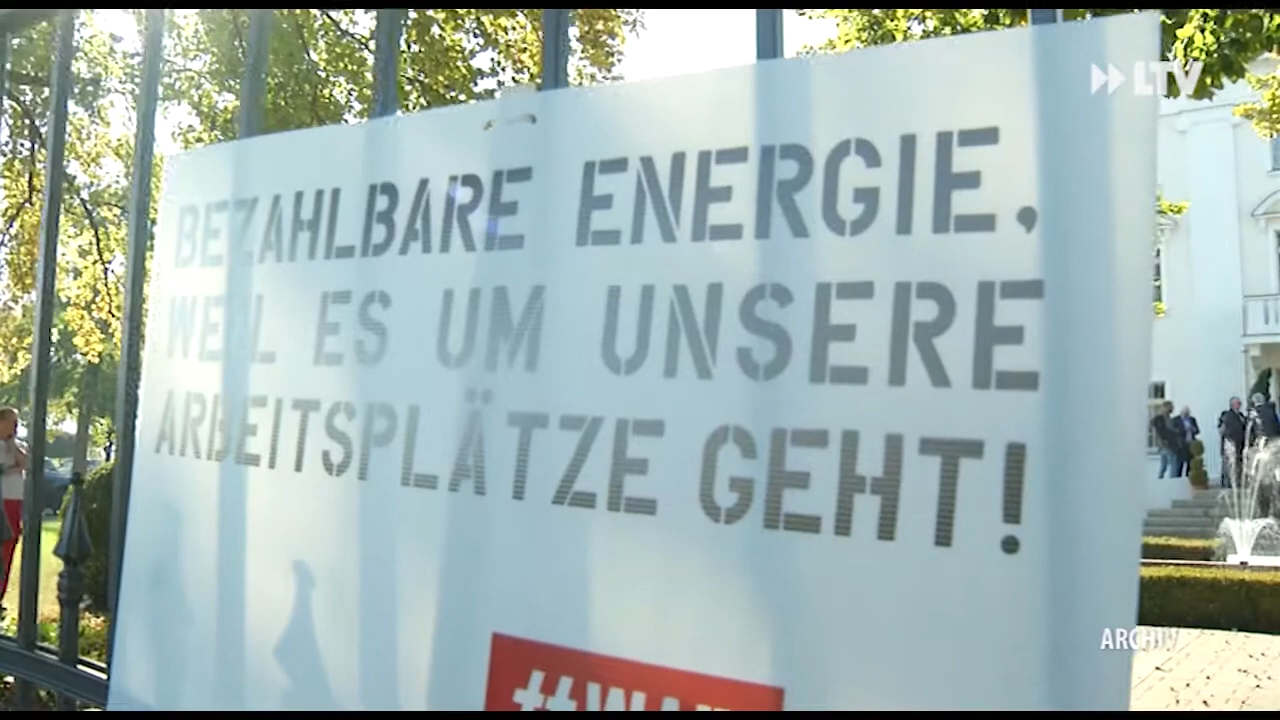 LTV
BEZAHLBARE ENERGIE,
WEIL ES UM UNSERE
ARBEITSPLÄTZE GEHT!
ARCHIV